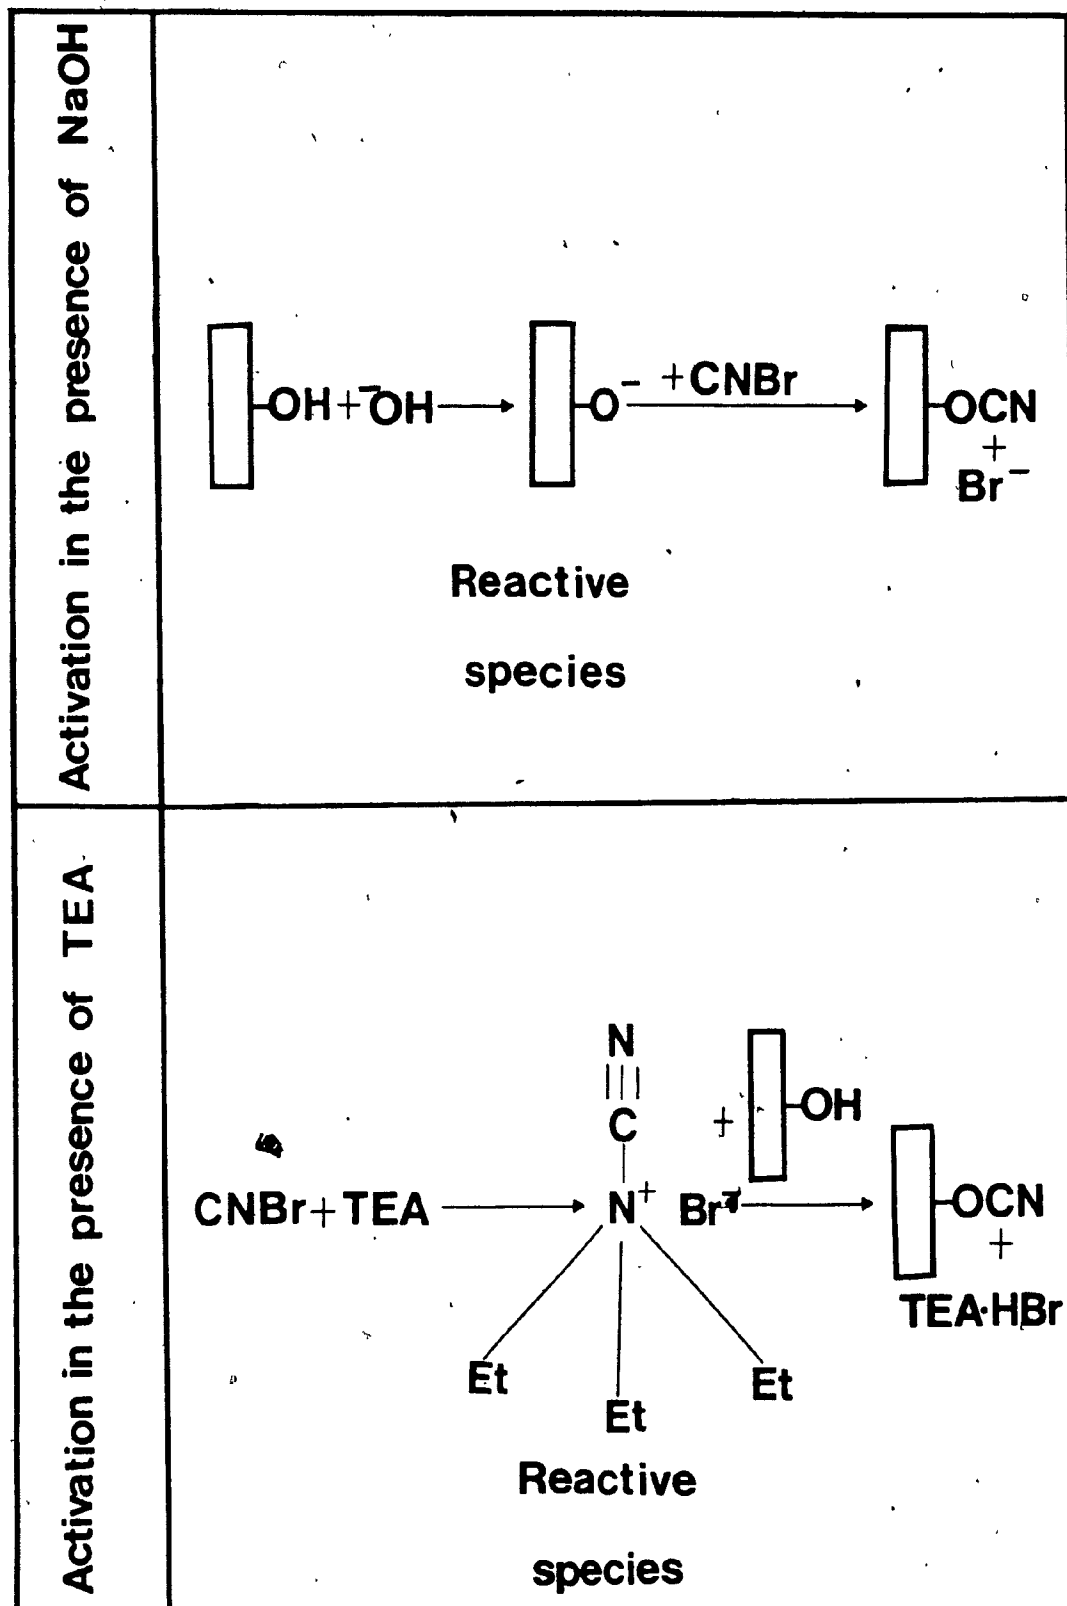 Activation in the presence of NaOH
OH + ⁻OH
O⁻
+CNBr
OCN
+
Br⁻
Reactive
species
Activation in the presence of TEA
CNBr+TEA
N
C
N⁺
Et
Et
Et
Br⁻
+
OH
OCN
+
TEA·HBr
Reactive
species